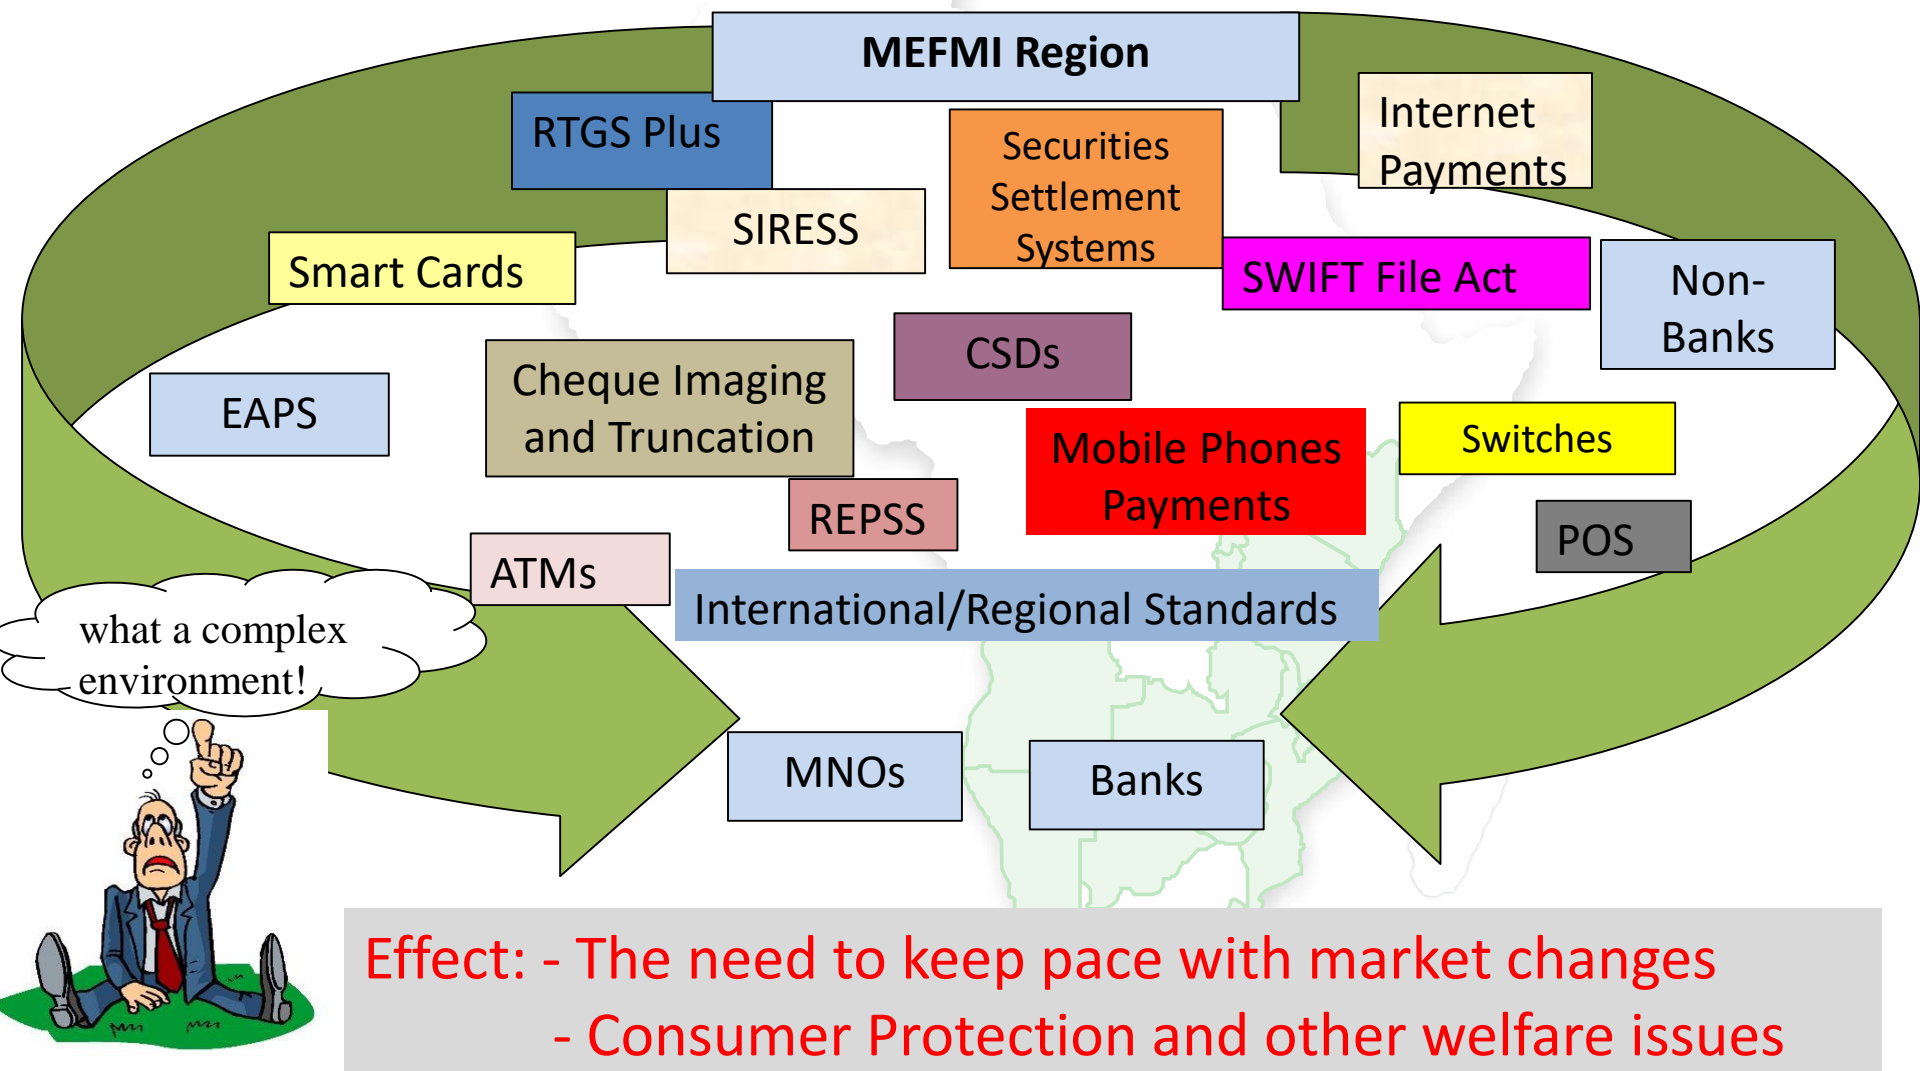 MEFMI Region
RTGS Plus
Securities
Settlement
Systems
Internet
Payments
SIRESS
Smart Cards
SWIFT File Act
Non-
Banks
CSDs
Cheque Imaging
and Truncation
EAPS
Mobile Phones
Payments
Switches
REPSS
POS
ATMs
International/Regional Standards
what a complex
environment!
MNOs
Banks
Effect: - The need to keep pace with market changes
- Consumer Protection and other welfare issues